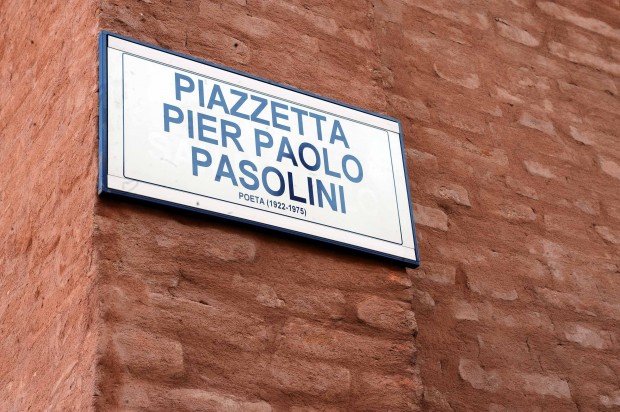 PIAZZETTA
PIER PAOLO
PASOLINI
POETA (1922-1975)